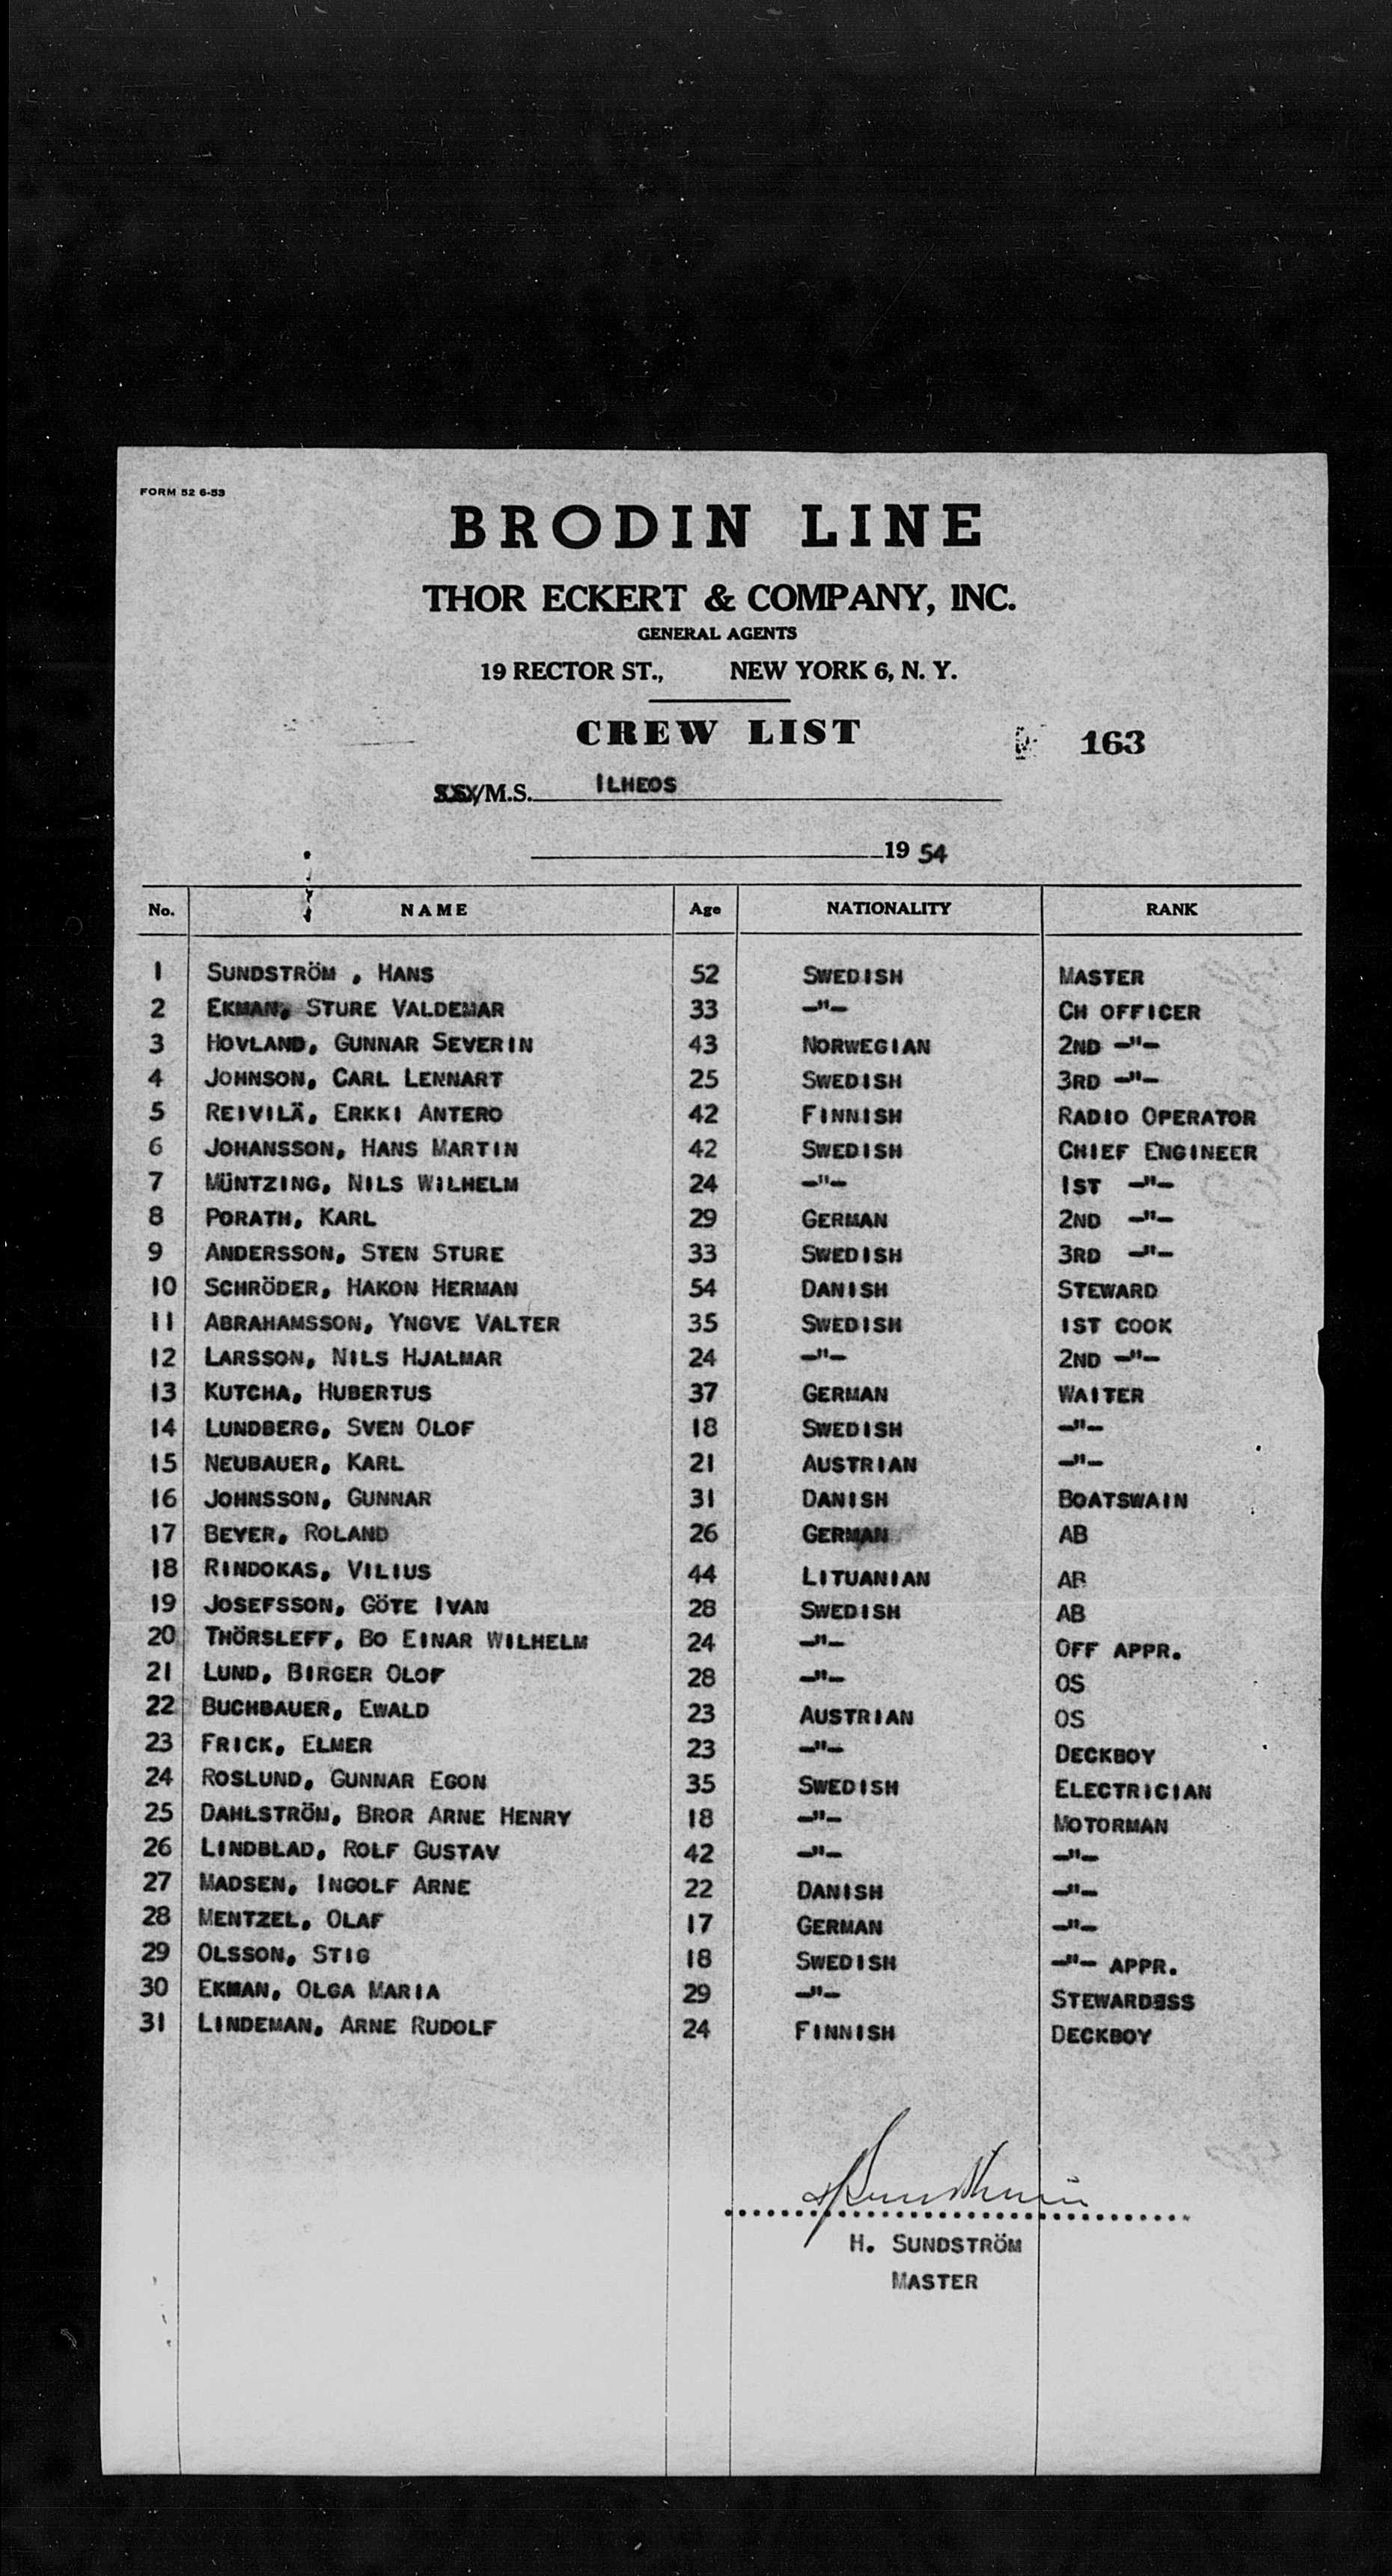 FORM 52 6-53
BRODIN LINE
THOR ECKERT & COMPANY, INC.
GENERAL AGENTS
19 RECTOR ST., NEW YORK 6, N. Y.
CREW LIST
163
/M.S. ILHEOS
19 54
No. NAME Age NATIONALITY RANK
1 SUNDSTRÖM , HANS 52 SWEDISH MASTER
2 EKMAN, STURE VALDEMAR 33 -"- CH OFFICER
3 HOVLAND, GUNNAR SEVERIN 43 NORWEGIAN 2ND -"-
4 JOHNSON, CARL LENNART 25 SWEDISH 3RD -"-
5 REIVILÄ, ERKKI ANTERO 42 FINNISH RADIO OPERATOR
6 JOHANSSON, HANS MARTIN 42 SWEDISH CHIEF ENGINEER
7 MÜNTZING, NILS WILHELM 24 -"- 1ST -"-
8 PORATH, KARL 29 GERMAN 2ND -"-
9 ANDERSSON, STEN STURE 33 SWEDISH 3RD -"-
10 SCHRÖDER, HAKON HERMAN 54 DANISH STEWARD
11 ABRAHAMSSON, YNGVE VALTER 35 SWEDISH 1ST COOK
12 LARSSON, NILS HJALMAR 24 -"- 2ND -"-
13 KUTCHA, HUBERTUS 37 GERMAN WAITER
14 LUNDBERG, SVEN OLOF 18 SWEDISH -"-
15 NEUBAUER, KARL 21 AUSTRIAN -"-
16 JOHNSSON, GUNNAR 31 DANISH BOATSWAIN
17 BEYER, ROLAND 26 GERMAN AB
18 RINDOKAS, VILIUS 44 LITUANIAN AB
19 JOSEFSSON, GÖTE IVAN 28 SWEDISH AB
20 THÖRSLEFF, BO EINAR WILHELM 24 -"- OFF APPR.
21 LUND, BIRGER OLOF 28 -"- OS
22 BUCHBAUER, EWALD 23 AUSTRIAN OS
23 FRICK, ELMER 23 -"- DECKBOY
24 ROSLUND, GUNNAR EGON 35 SWEDISH ELECTRICIAN
25 DAHLSTRÖM, BROR ARNE HENRY 18 -"- MOTORMAN
26 LINDBLAD, ROLF GUSTAV 42 -"- -"-
27 MADSEN, INGOLF ARNE 22 DANISH -"-
28 MENTZEL, OLAF 17 GERMAN -"-
29 OLSSON, STIG 18 SWEDISH -"- APPR.
30 EKMAN, OLGA MARIA 29 -"- STEWARDESS
31 LINDEMAN, ARNE RUDOLF 24 FINNISH DECKBOY
H. SUNDSTRÖM
MASTER